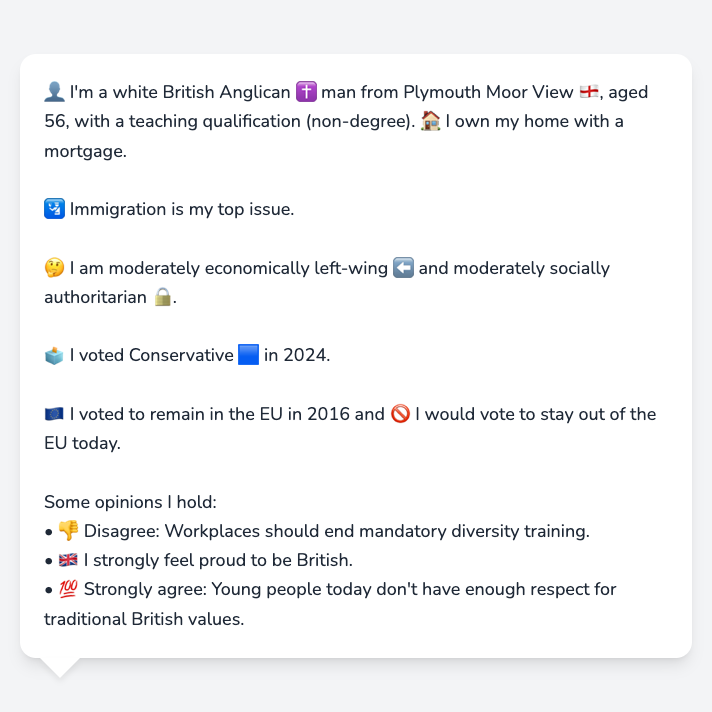 👤 I'm a white British Anglican ✝️ man from Plymouth Moor View 🏴󠁧󠁢󠁥󠁮󠁧󠁿, aged
56, with a teaching qualification (non-degree). 🏠 I own my home with a
mortgage.
🛂 Immigration is my top issue.
🤔 I am moderately economically left-wing ⬅️ and moderately socially
authoritarian 🔒.
🗳️ I voted Conservative 🟦 in 2024.
🇪🇺 I voted to remain in the EU in 2016 and 🚫 I would vote to stay out of the
EU today.
Some opinions I hold:
• 👎 Disagree: Workplaces should end mandatory diversity training.
• 🇬🇧 I strongly feel proud to be British.
• 💯 Strongly agree: Young people today don't have enough respect for
traditional British values.